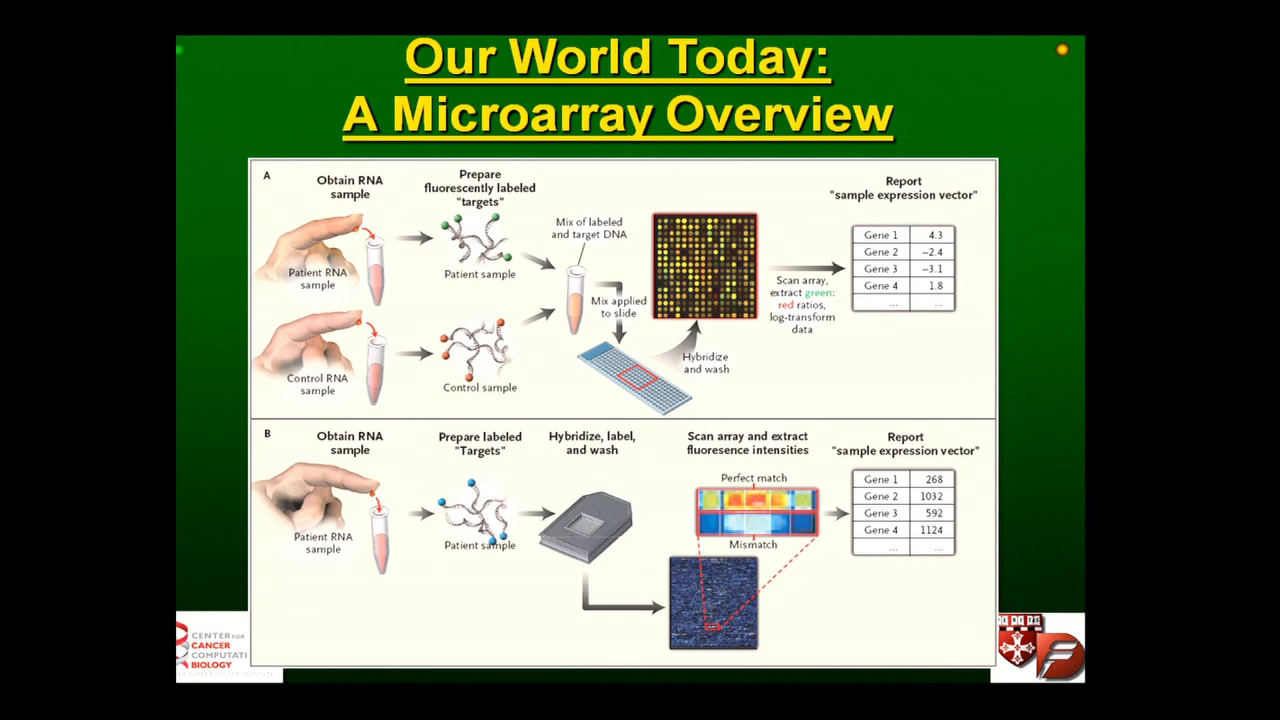 Our World Today:
A Microarray Overview
A
Obtain RNA
sample
Prepare
fluorescently labeled
"targets"
Report
"sample expression vector"
Mix of labeled
and target DNA
Patient RNA
sample
Patient sample
Mix applied
to slide
Scan array,
extract green:
red ratios,
log-transform
data
Gene 1 4.3
Gene 2 −2.4
Gene 3 −3.1
Gene 4 1.8
... ...
Control RNA
sample
Control sample
Hybridize
and wash
B
Obtain RNA
sample
Prepare labeled
"Targets"
Hybridize, label,
and wash
Scan array and extract
fluoresence intensities
Report
"sample expression vector"
Patient RNA
sample
Patient sample
Perfect match
Mismatch
Gene 1 268
Gene 2 1032
Gene 3 592
Gene 4 1124
... ...
CENTER FOR
CANCER
COMPUTATI
BIOLOGY